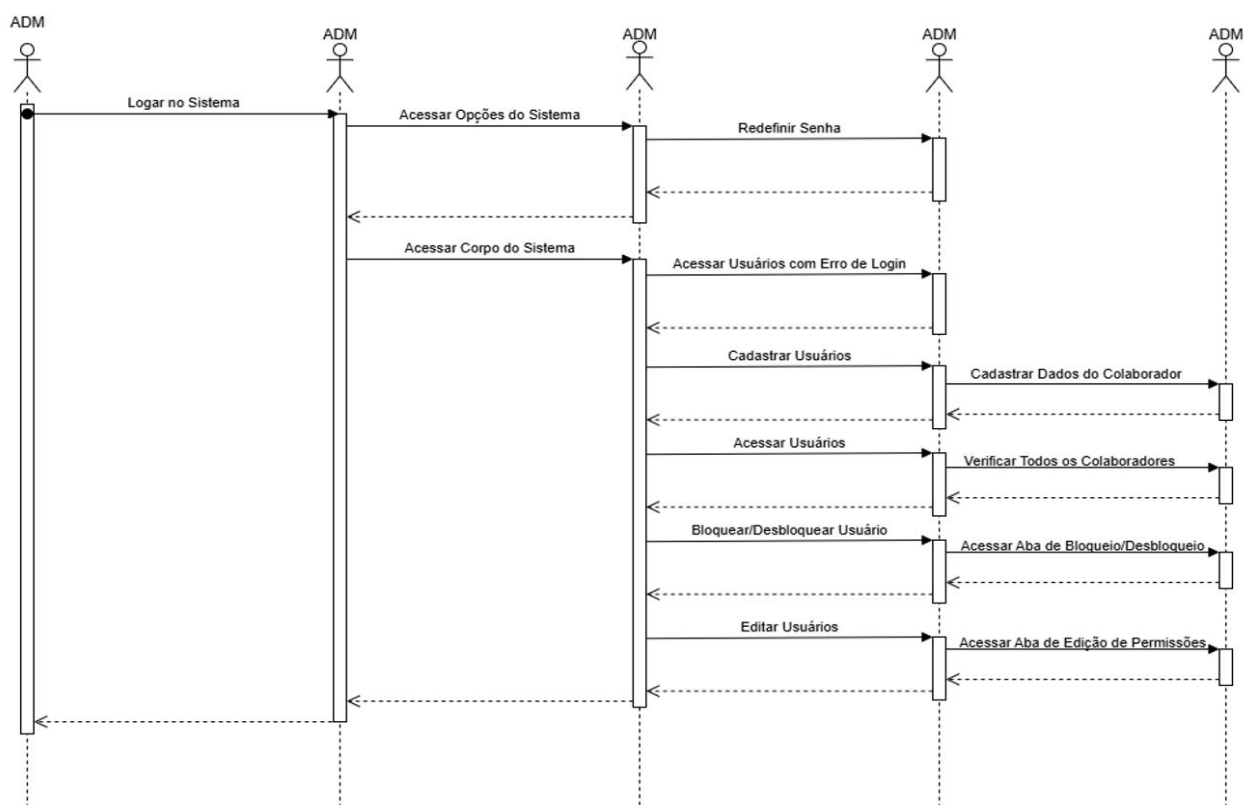 ADM
ADM
ADM
ADM
ADM
Logar no Sistema
Acessar Opções do Sistema
Redefinir Senha
Acessar Corpo do Sistema
Acessar Usuários com Erro de Login
Cadastrar Usuários
Cadastrar Dados do Colaborador
Acessar Usuários
Verificar Todos os Colaboradores
Bloquear/Desbloquear Usuário
Acessar Aba de Bloqueio/Desbloqueio
Editar Usuários
Acessar Aba de Edição de Permissões